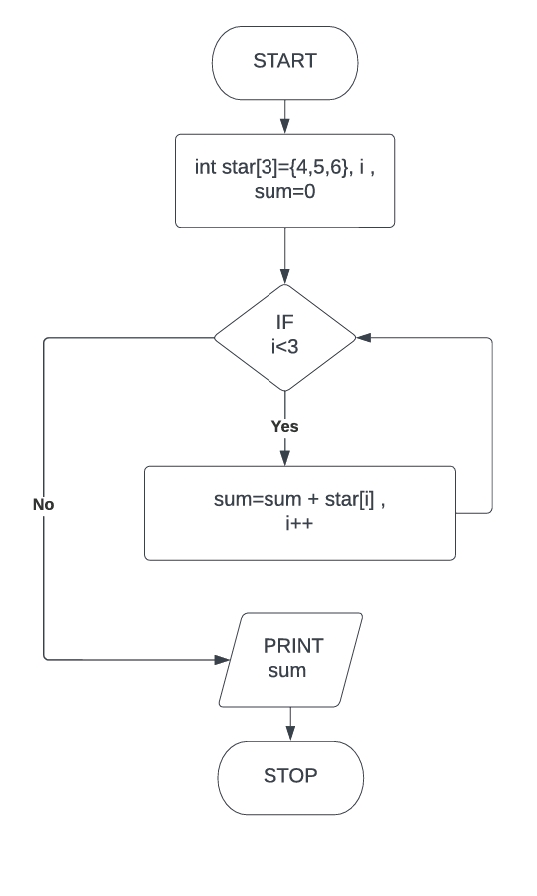 START
int star[3]={4,5,6}, i ,
sum=0
IF
i<3
Yes
No
sum=sum + star[i] ,
i++
PRINT
sum
STOP